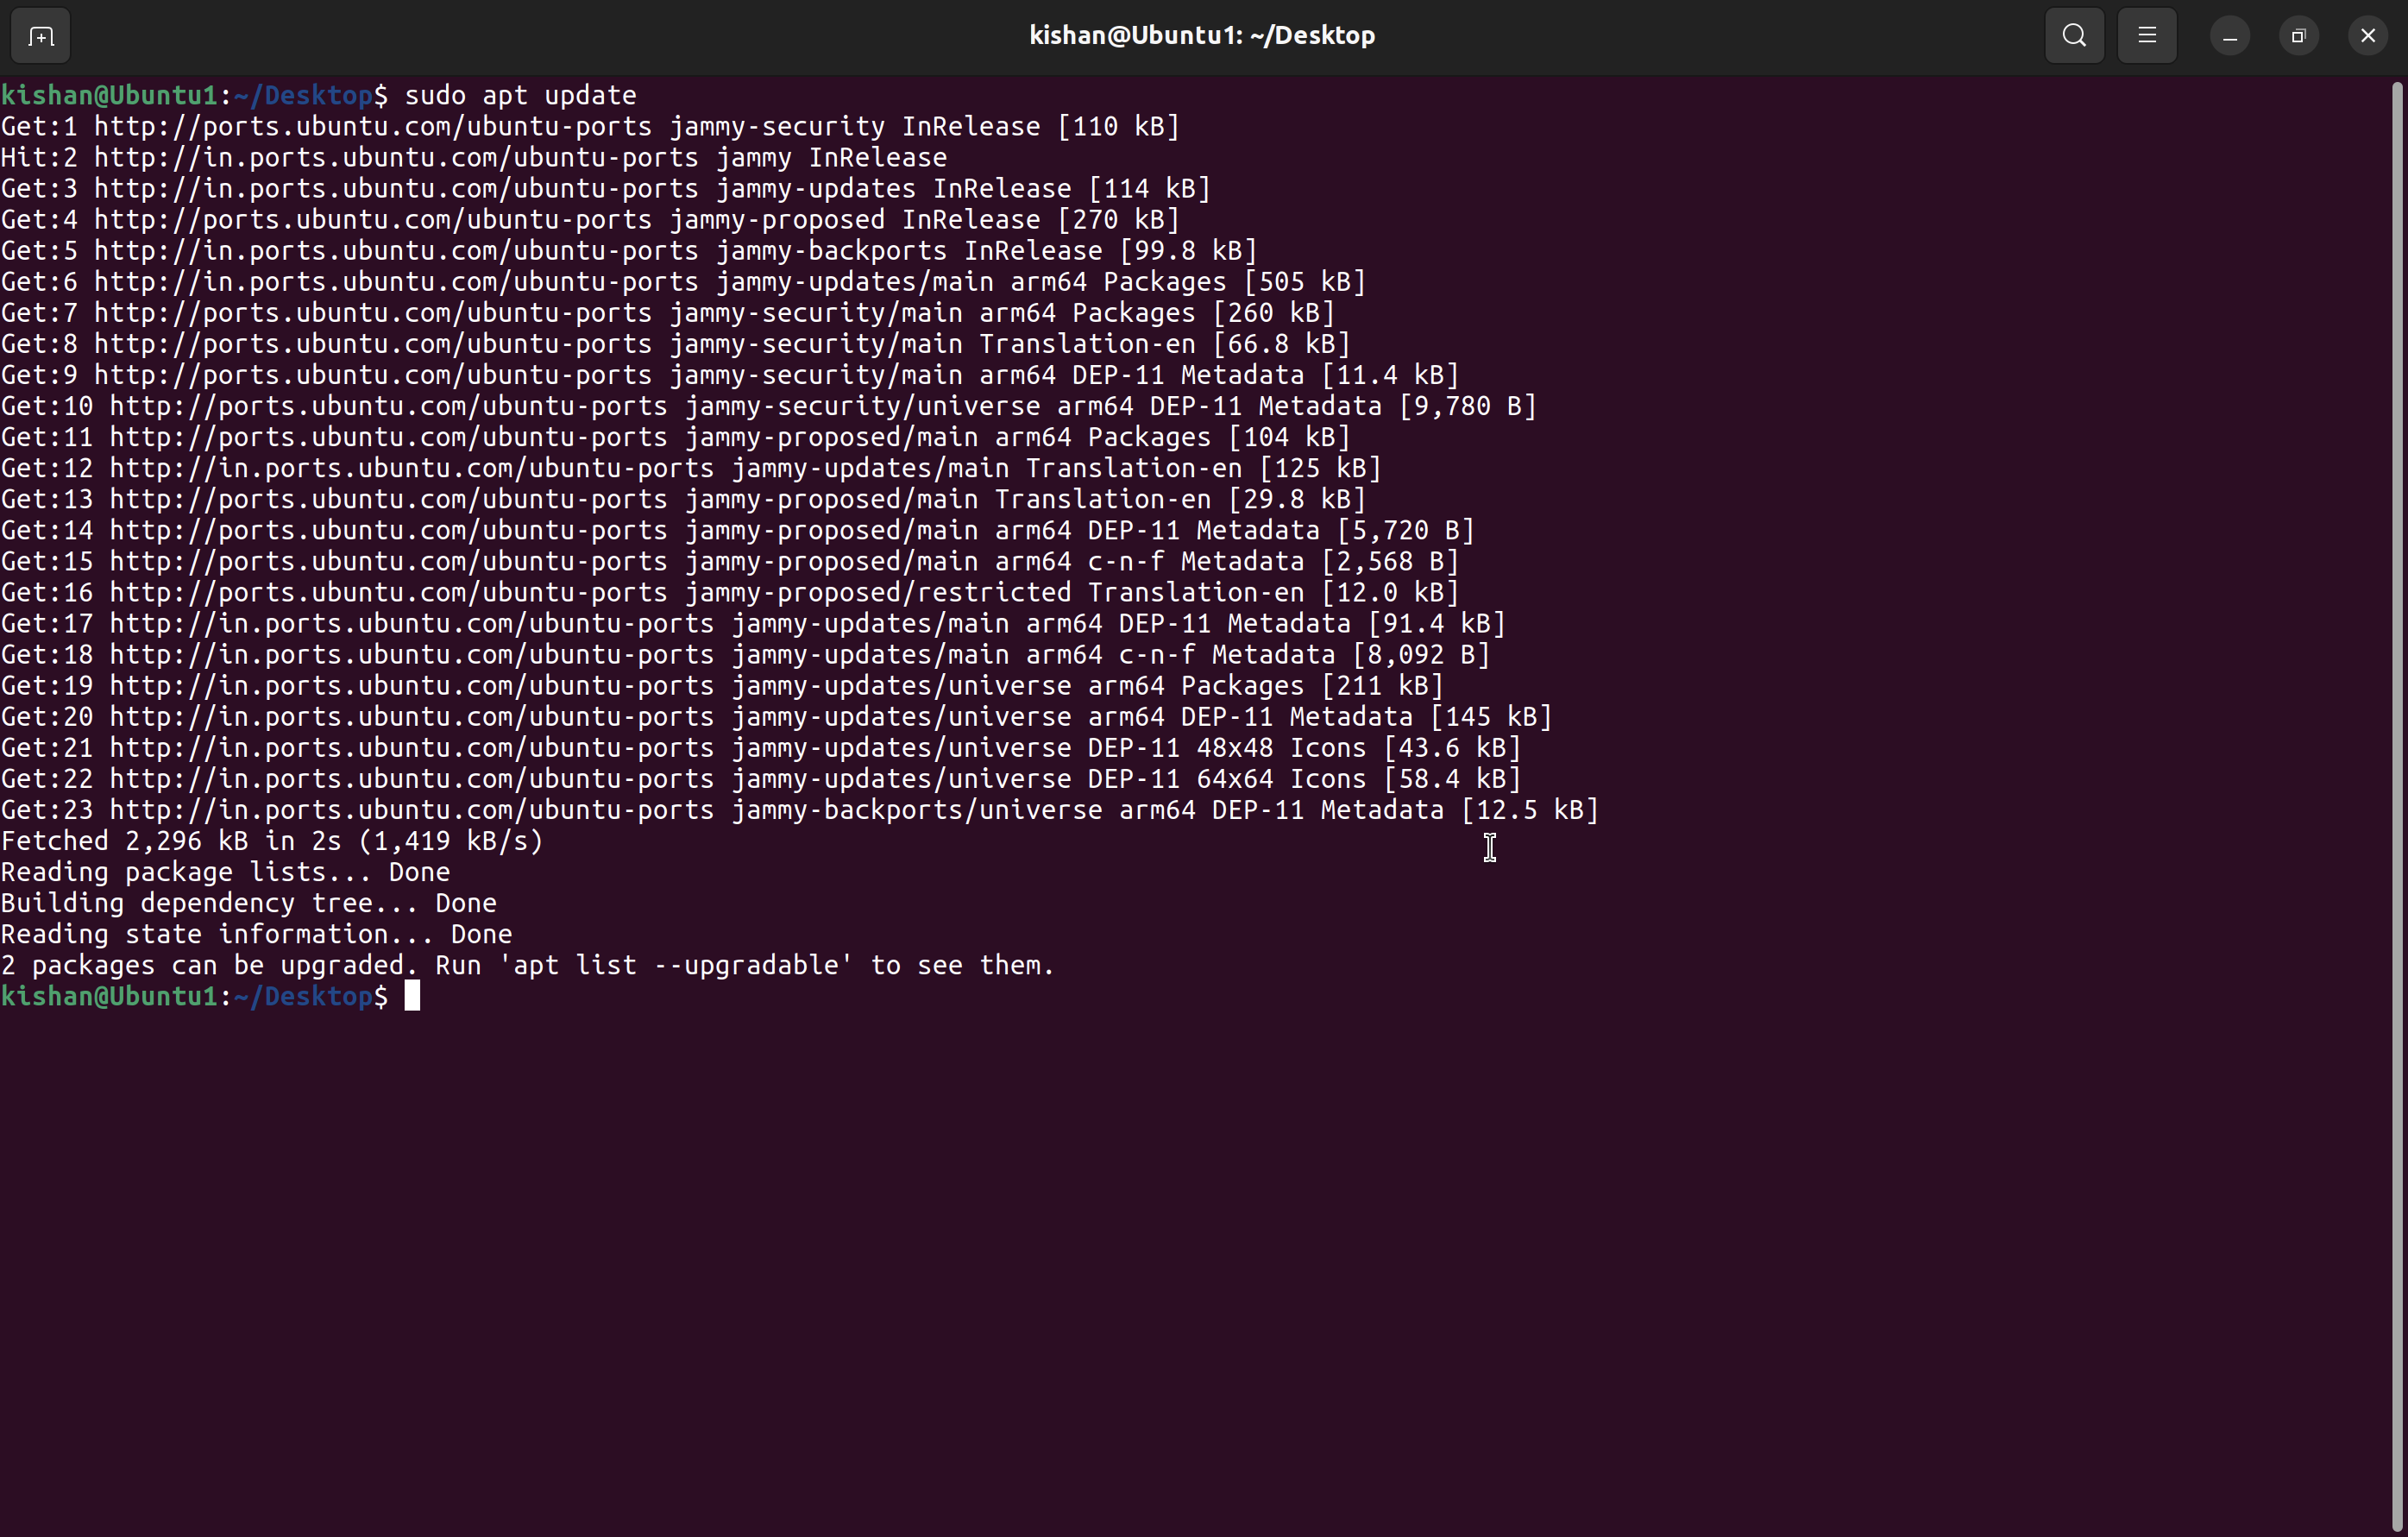 kishan@Ubuntu1: ~/Desktop
kishan@Ubuntu1:~/Desktop$ sudo apt update
Get:1 http://ports.ubuntu.com/ubuntu-ports jammy-security InRelease [110 kB]
Hit:2 http://in.ports.ubuntu.com/ubuntu-ports jammy InRelease
Get:3 http://in.ports.ubuntu.com/ubuntu-ports jammy-updates InRelease [114 kB]
Get:4 http://ports.ubuntu.com/ubuntu-ports jammy-proposed InRelease [270 kB]
Get:5 http://in.ports.ubuntu.com/ubuntu-ports jammy-backports InRelease [99.8 kB]
Get:6 http://in.ports.ubuntu.com/ubuntu-ports jammy-updates/main arm64 Packages [505 kB]
Get:7 http://ports.ubuntu.com/ubuntu-ports jammy-security/main arm64 Packages [260 kB]
Get:8 http://ports.ubuntu.com/ubuntu-ports jammy-security/main Translation-en [66.8 kB]
Get:9 http://ports.ubuntu.com/ubuntu-ports jammy-security/main arm64 DEP-11 Metadata [11.4 kB]
Get:10 http://ports.ubuntu.com/ubuntu-ports jammy-security/universe arm64 DEP-11 Metadata [9,780 B]
Get:11 http://ports.ubuntu.com/ubuntu-ports jammy-proposed/main arm64 Packages [104 kB]
Get:12 http://in.ports.ubuntu.com/ubuntu-ports jammy-updates/main Translation-en [125 kB]
Get:13 http://ports.ubuntu.com/ubuntu-ports jammy-proposed/main Translation-en [29.8 kB]
Get:14 http://ports.ubuntu.com/ubuntu-ports jammy-proposed/main arm64 DEP-11 Metadata [5,720 B]
Get:15 http://ports.ubuntu.com/ubuntu-ports jammy-proposed/main arm64 c-n-f Metadata [2,568 B]
Get:16 http://ports.ubuntu.com/ubuntu-ports jammy-proposed/restricted Translation-en [12.0 kB]
Get:17 http://in.ports.ubuntu.com/ubuntu-ports jammy-updates/main arm64 DEP-11 Metadata [91.4 kB]
Get:18 http://in.ports.ubuntu.com/ubuntu-ports jammy-updates/main arm64 c-n-f Metadata [8,092 B]
Get:19 http://in.ports.ubuntu.com/ubuntu-ports jammy-updates/universe arm64 Packages [211 kB]
Get:20 http://in.ports.ubuntu.com/ubuntu-ports jammy-updates/universe arm64 DEP-11 Metadata [145 kB]
Get:21 http://in.ports.ubuntu.com/ubuntu-ports jammy-updates/universe DEP-11 48x48 Icons [43.6 kB]
Get:22 http://in.ports.ubuntu.com/ubuntu-ports jammy-updates/universe DEP-11 64x64 Icons [58.4 kB]
Get:23 http://in.ports.ubuntu.com/ubuntu-ports jammy-backports/universe arm64 DEP-11 Metadata [12.5 kB]
Fetched 2,296 kB in 2s (1,419 kB/s)
Reading package lists... Done
Building dependency tree... Done
Reading state information... Done
2 packages can be upgraded. Run 'apt list --upgradable' to see them.
kishan@Ubuntu1:~/Desktop$